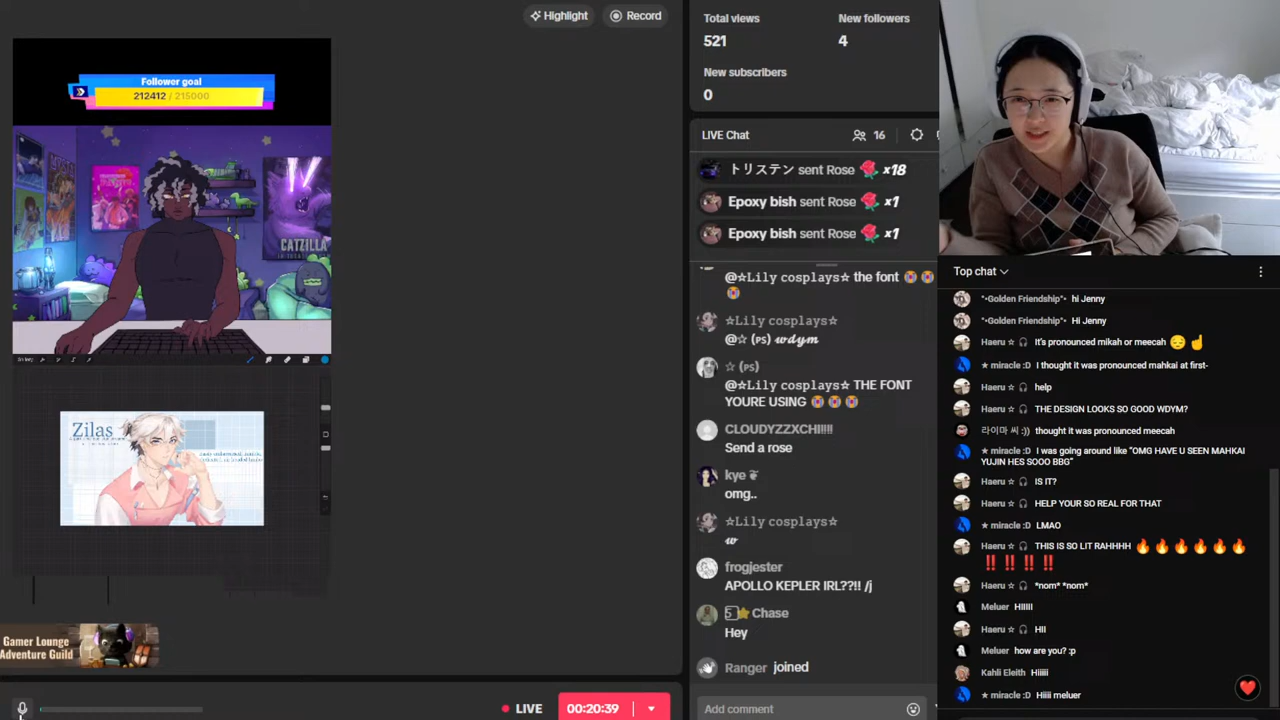 Highlight
Record
Follower goal
212412 / 215000
CATZILLA
Zilas
Gamer Lounge
Adventure Guild
LIVE
00:20:39
Total views
New followers
521
4
New subscribers
0
LIVE Chat
16
トリステン sent Rose 🌹 x18
Epoxy bish sent Rose 🌹 x1
Epoxy bish sent Rose 🌹 x1
@☆Lily cosplays☆ the font 😭😭
😭
☆Lily cosplays☆
@☆ (ᴘs) 𝔀𝓭𝔂𝓶
☆ (ᴘs)
@☆Lily cosplays☆ THE FONT
YOURE USING 😭😭😭
CLOUDYZZXCHI!!!!
Send a rose
kye
omg..
☆Lily cosplays☆
𝔀
frogjester
APOLLO KEPLER IRL??!! /j
5 ⭐ Chase
Hey
Ranger joined
Add comment
Top chat
"•Golden Friendship"• hi Jenny
"•Golden Friendship"• Hi Jenny
Haeru ☆ 🎧 It's pronounced mikah or meecah 😔☝
★ miracle :D I thought it was pronounced mahkai at first-
Haeru ☆ 🎧 help
Haeru ☆ 🎧 THE DESIGN LOOKS SO GOOD WDYM?
라이마 씨 :)) thought it was pronounced meecah
★ miracle :D I was going around like "OMG HAVE U SEEN MAHKAI
YUJIN HES SOOO BBG"
Haeru ☆ 🎧 IS IT?
Haeru ☆ 🎧 HELP YOUR SO REAL FOR THAT
★ miracle :D LMAO
Haeru ☆ 🎧 THIS IS SO LIT RAHHHH 🔥🔥🔥🔥🔥🔥
‼️‼️‼️‼️
Haeru ☆ 🎧 *nom* *nom*
Meluer HIIIII
Haeru ☆ 🎧 HII
Meluer how are you? :p
Kahli Eleith Hiiiii
★ miracle :D Hiiii meluer